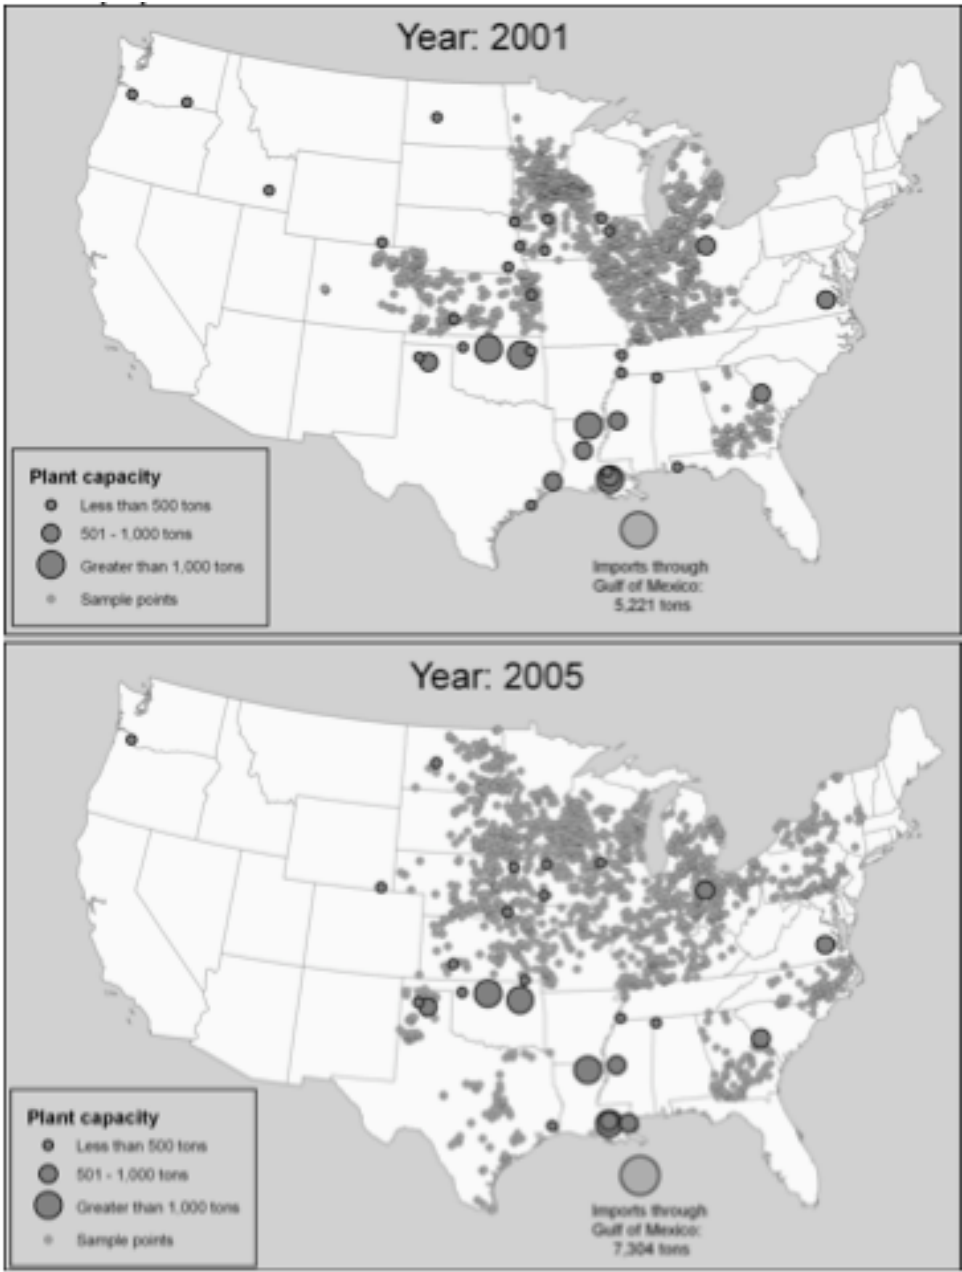 Year: 2001
Plant capacity
Less than 500 tons
501 - 1,000 tons
Greater than 1,000 tons
Sample points
Imports through
Gulf of Mexico:
5,221 tons
Year: 2005
Plant capacity
Less than 500 tons
501 - 1,000 tons
Greater than 1,000 tons
Sample points
Imports through
Gulf of Mexico:
7,304 tons